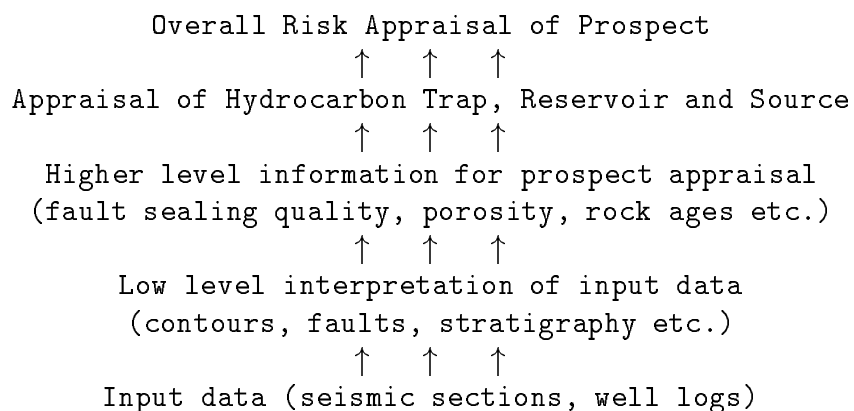 Overall Risk Appraisal of Prospect
↑ ↑ ↑
Appraisal of Hydrocarbon Trap, Reservoir and Source
↑ ↑ ↑
Higher level information for prospect appraisal
(fault sealing quality, porosity, rock ages etc.)
↑ ↑ ↑
Low level interpretation of input data
(contours, faults, stratigraphy etc.)
↑ ↑ ↑
Input data (seismic sections, well logs)